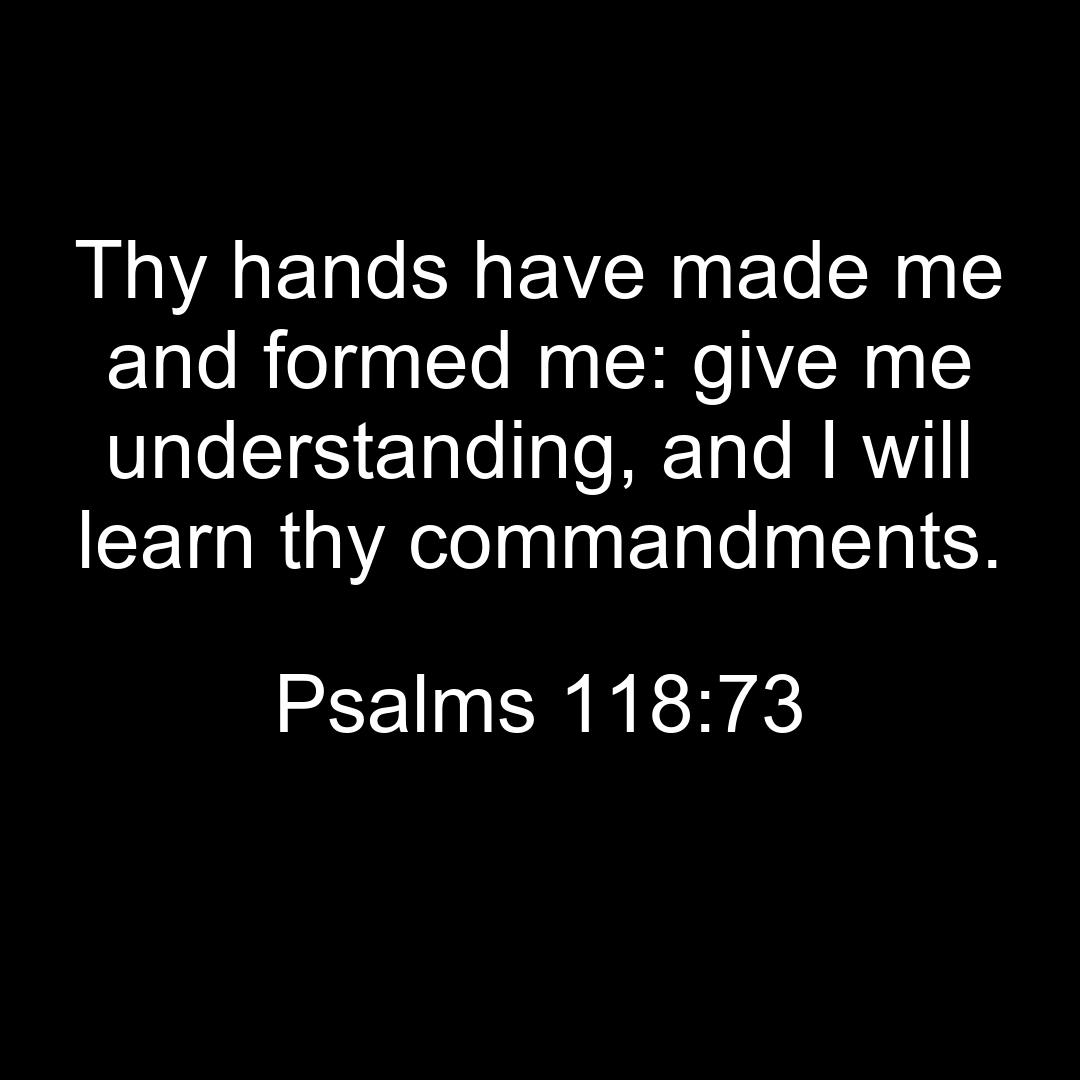 Thy hands have made me
and formed me: give me
understanding, and I will
learn thy commandments.
Psalms 118:73